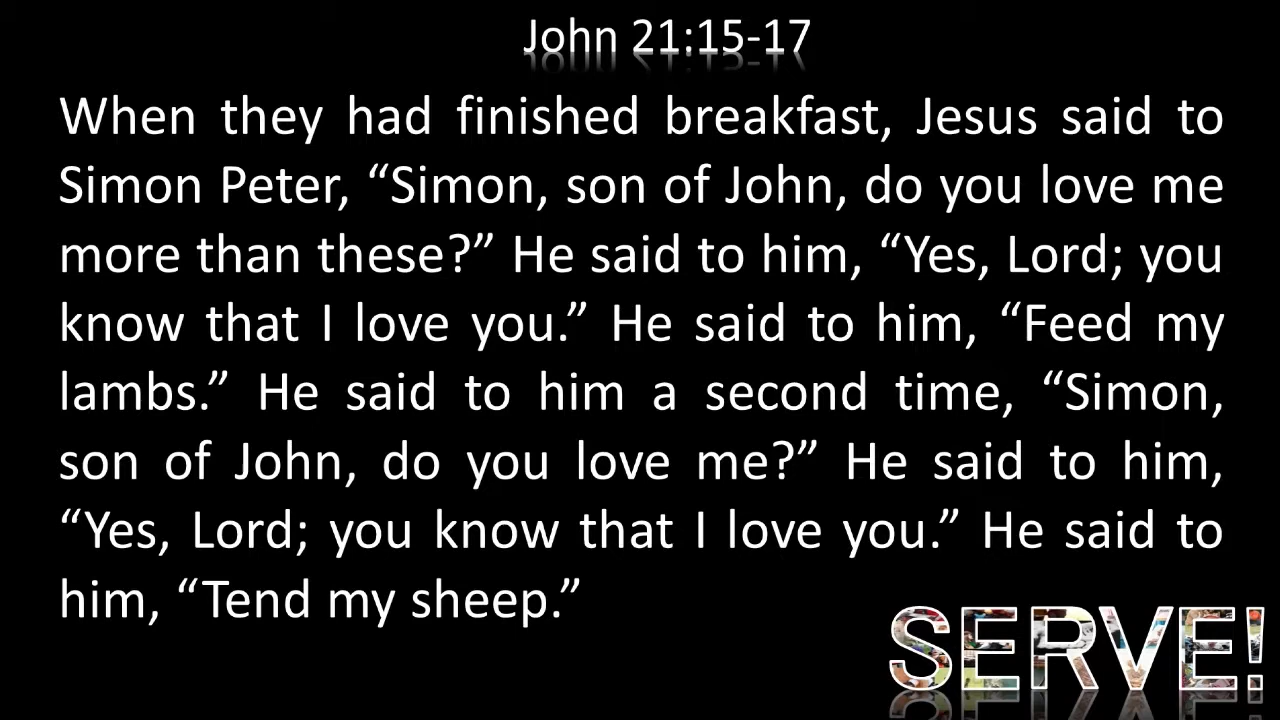 John 21:15-17
When they had finished breakfast, Jesus said to
Simon Peter, “Simon, son of John, do you love me
more than these?” He said to him, “Yes, Lord; you
know that I love you.” He said to him, “Feed my
lambs.” He said to him a second time, “Simon,
son of John, do you love me?” He said to him,
“Yes, Lord; you know that I love you.” He said to
him, “Tend my sheep.”
SERVE!